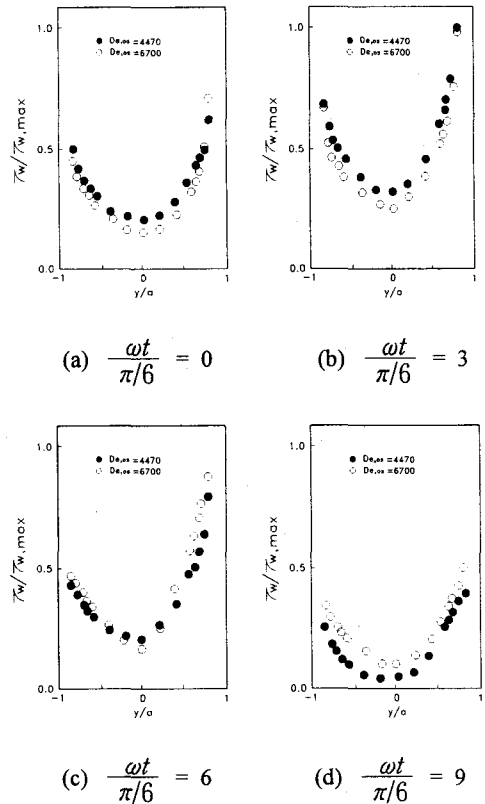 1.0
● De,os=4470
○ De,os=6700
τw/τw,max
0.5
0.0
-1 0 1
y/a
(a) ωt/π/6 = 0
1.0
● De,os=4470
○ De,os=6700
τw/τw,max
0.5
0.0
-1 0 1
y/a
(b) ωt/π/6 = 3
1.0
● De,os=4470
○ De,os=6700
τw/τw,max
0.5
0.0
-1 0 1
y/a
(c) ωt/π/6 = 6
1.0
● De,os=4470
○ De,os=6700
τw/τw,max
0.5
0.0
-1 0 1
y/a
(d) ωt/π/6 = 9